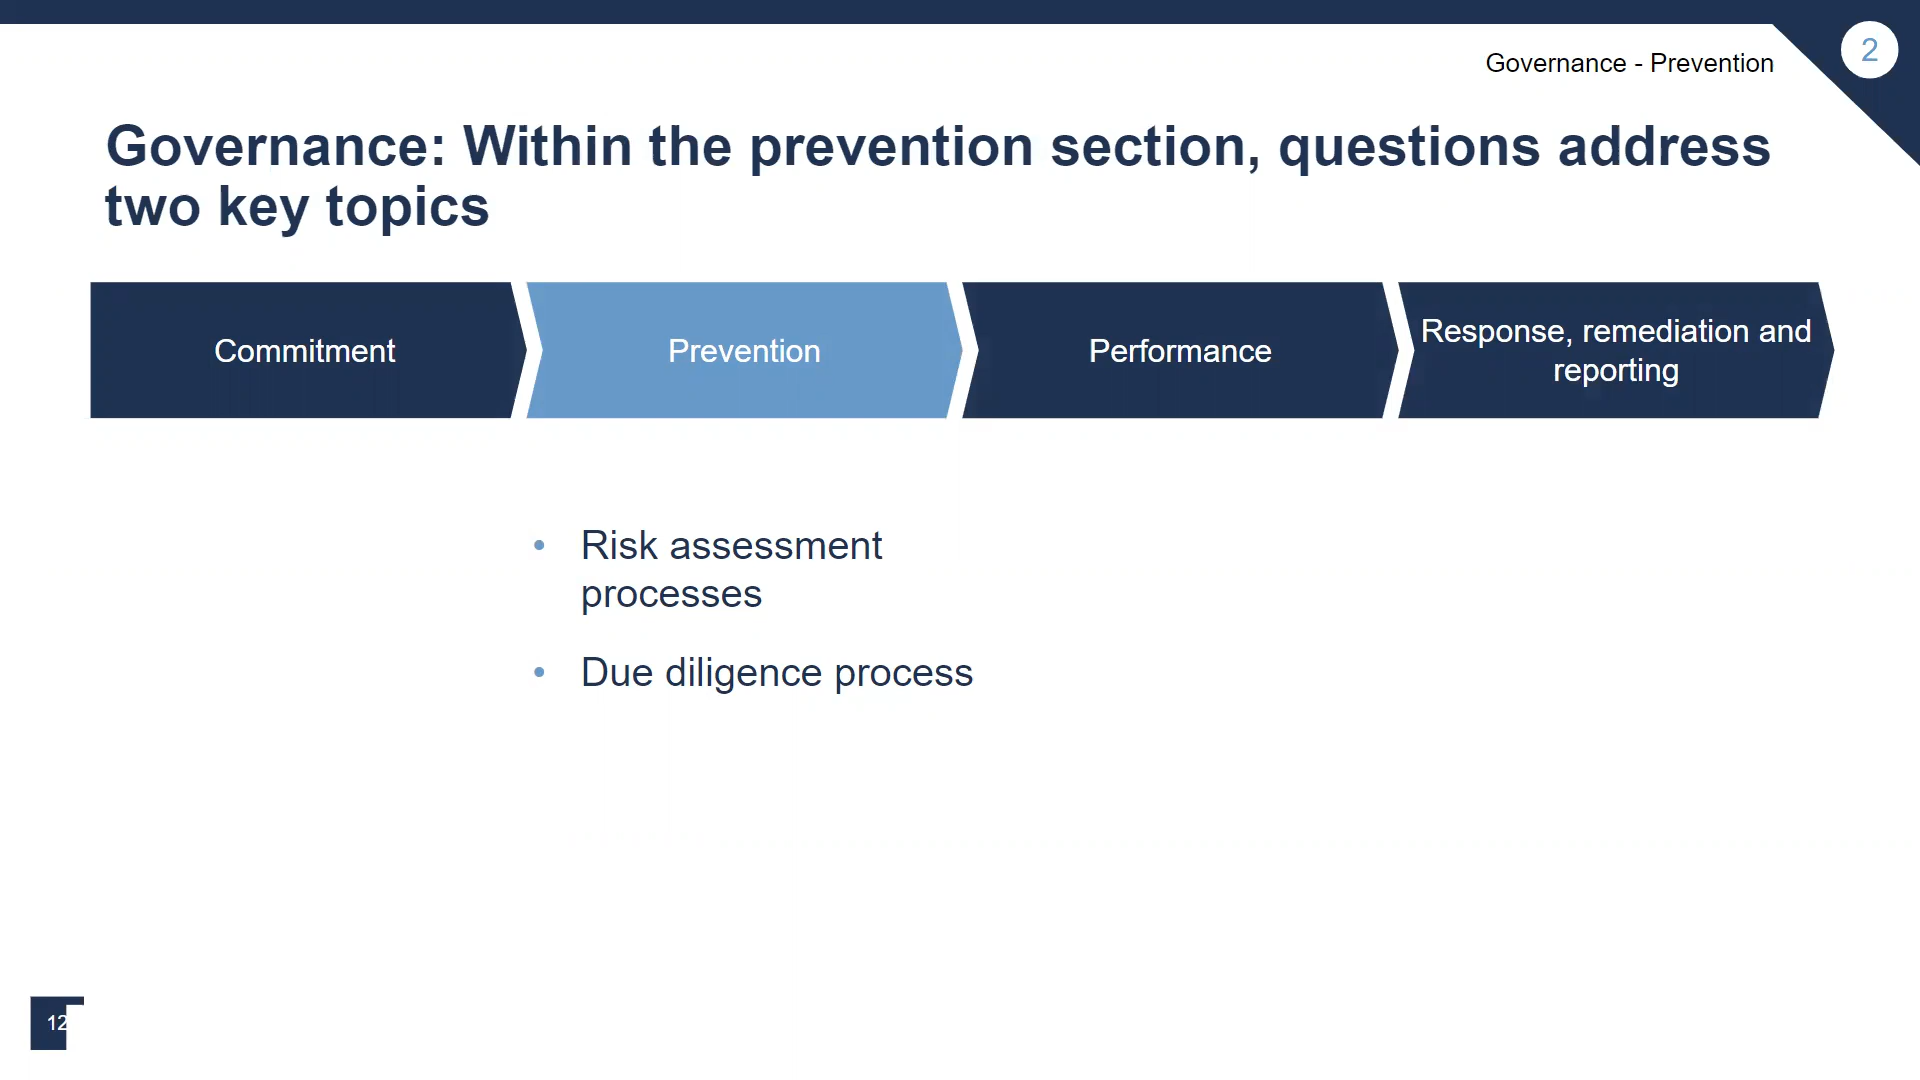 Governance - Prevention
2
Governance: Within the prevention section, questions address
two key topics
Commitment
Prevention
Performance
Response, remediation and
reporting
• Risk assessment
processes
• Due diligence process
12